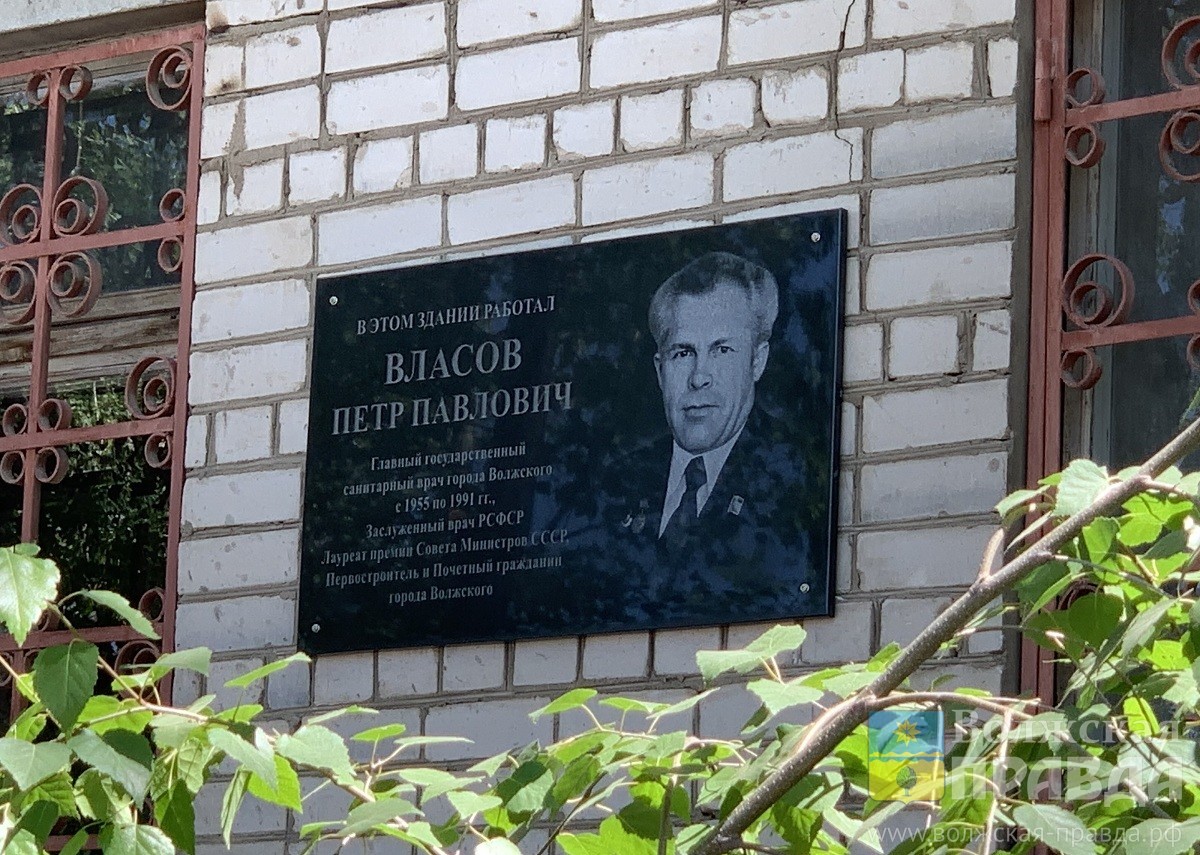 В ЭТОМ ЗДАНИИ РАБОТАЛ
ВЛАСОВ
ПЕТР ПАВЛОВИЧ
Главный государственный
санитарный врач города Волжского
с 1955 по 1991 гг.,
Заслуженный врач РСФСР
Лауреат премии Совета Министров СССР,
Первостроитель и Почетный гражданин
города Волжского
Волжская
ПРАВДА
www.волжская-правда.рф